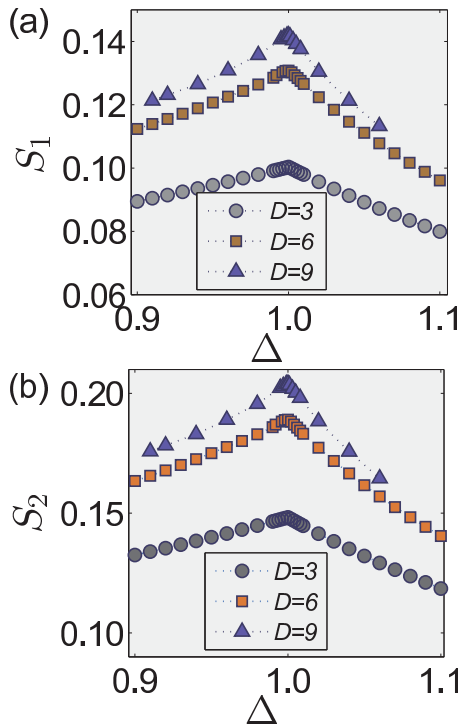 (a)
0.14
0.12
0.10
0.08
0.06
S1
D=3
D=6
D=9
0.9 1.0 1.1
Δ
(b)
0.20
0.15
0.10
S2
D=3
D=6
D=9
0.9 1.0 1.1
Δ